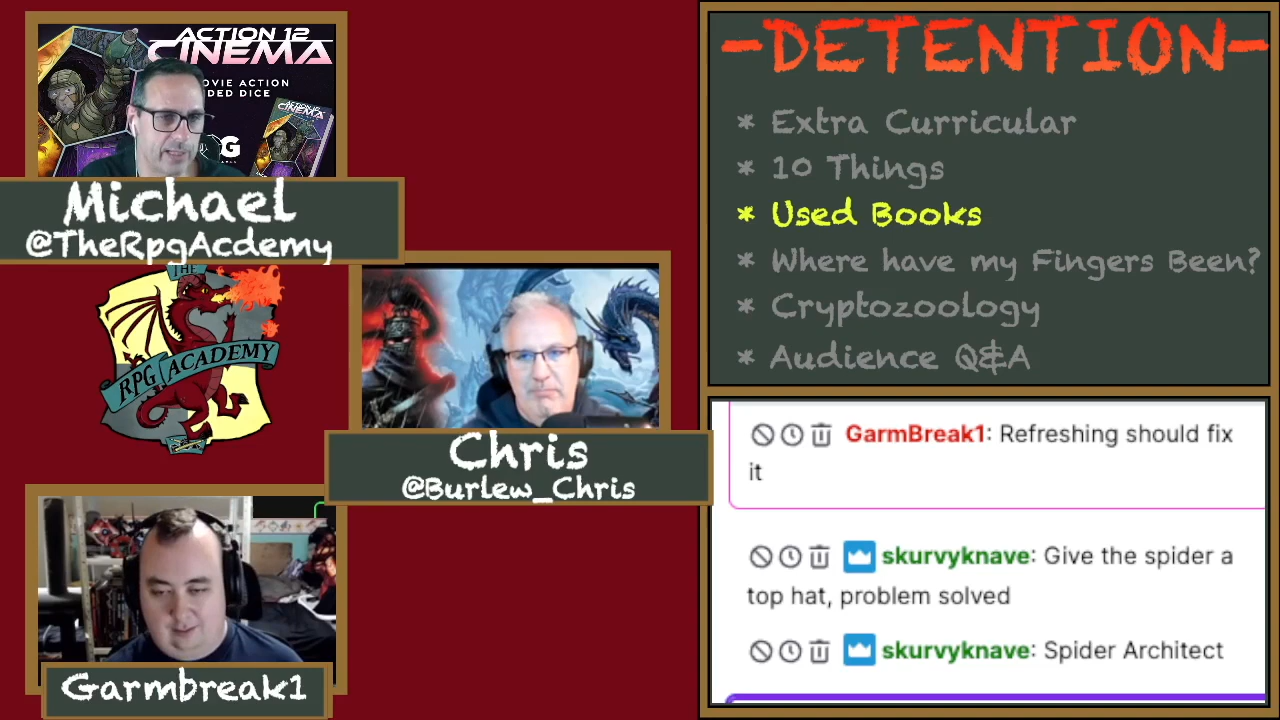 ACTION 12
CINEMA
OVIE ACTION
DED DICE
G
Michael
@TheRpgAcdemy
THE
RPG ACADEMY
Chris
@Burlew_Chris
Garmbreak1
-DETENTION-
* Extra Curricular
* 10 Things
* Used Books
* Where have my Fingers Been?
* Cryptozoology
* Audience Q&A
GarmBreak1: Refreshing should fix
it
skurvyknave: Give the spider a
top hat, problem solved
skurvyknave: Spider Architect